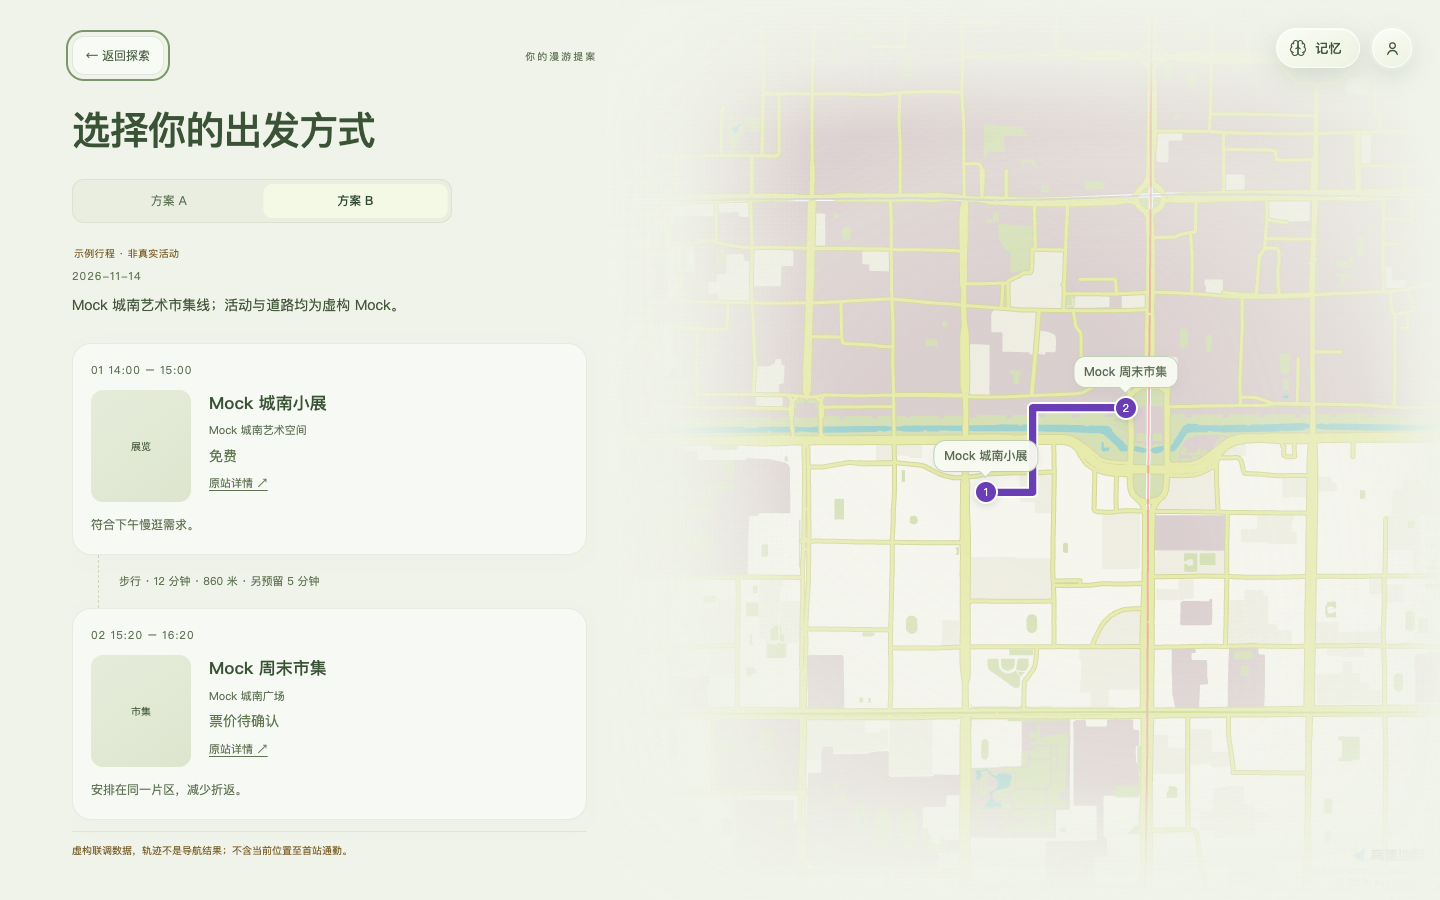 ← 返回探索
你的漫游提案
记忆
选择你的出发方式
方案 A
方案 B
示例行程 · 非真实活动
2026-11-14
Mock 城南艺术市集线；活动与道路均为虚构 Mock。
01 14:00 — 15:00
展览
Mock 城南小展
Mock 城南艺术空间
免费
原站详情 ↗
符合下午慢逛需求。
步行 · 12 分钟 · 860 米 · 另预留 5 分钟
02 15:20 — 16:20
市集
Mock 周末市集
Mock 城南广场
票价待确认
原站详情 ↗
安排在同一片区，减少折返。
虚构联调数据，轨迹不是导航结果；不含当前位置至首站通勤。
Mock 周末市集
2
Mock 城南小展
1